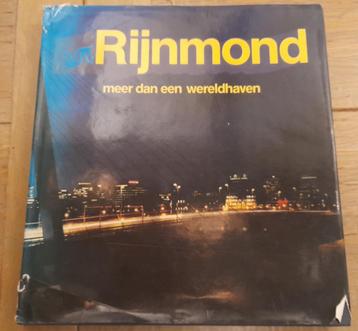 Rijnmond
meer dan een wereldhaven